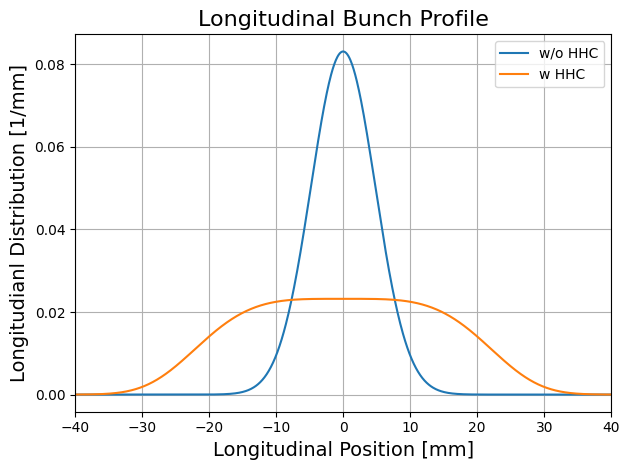 Longitudinal Bunch Profile
w/o HHC
w HHC
Longitudianl Distribution [1/mm]
0.08
0.06
0.04
0.02
0.00
−40
−30
−20
−10
0
10
20
30
40
Longitudinal Position [mm]